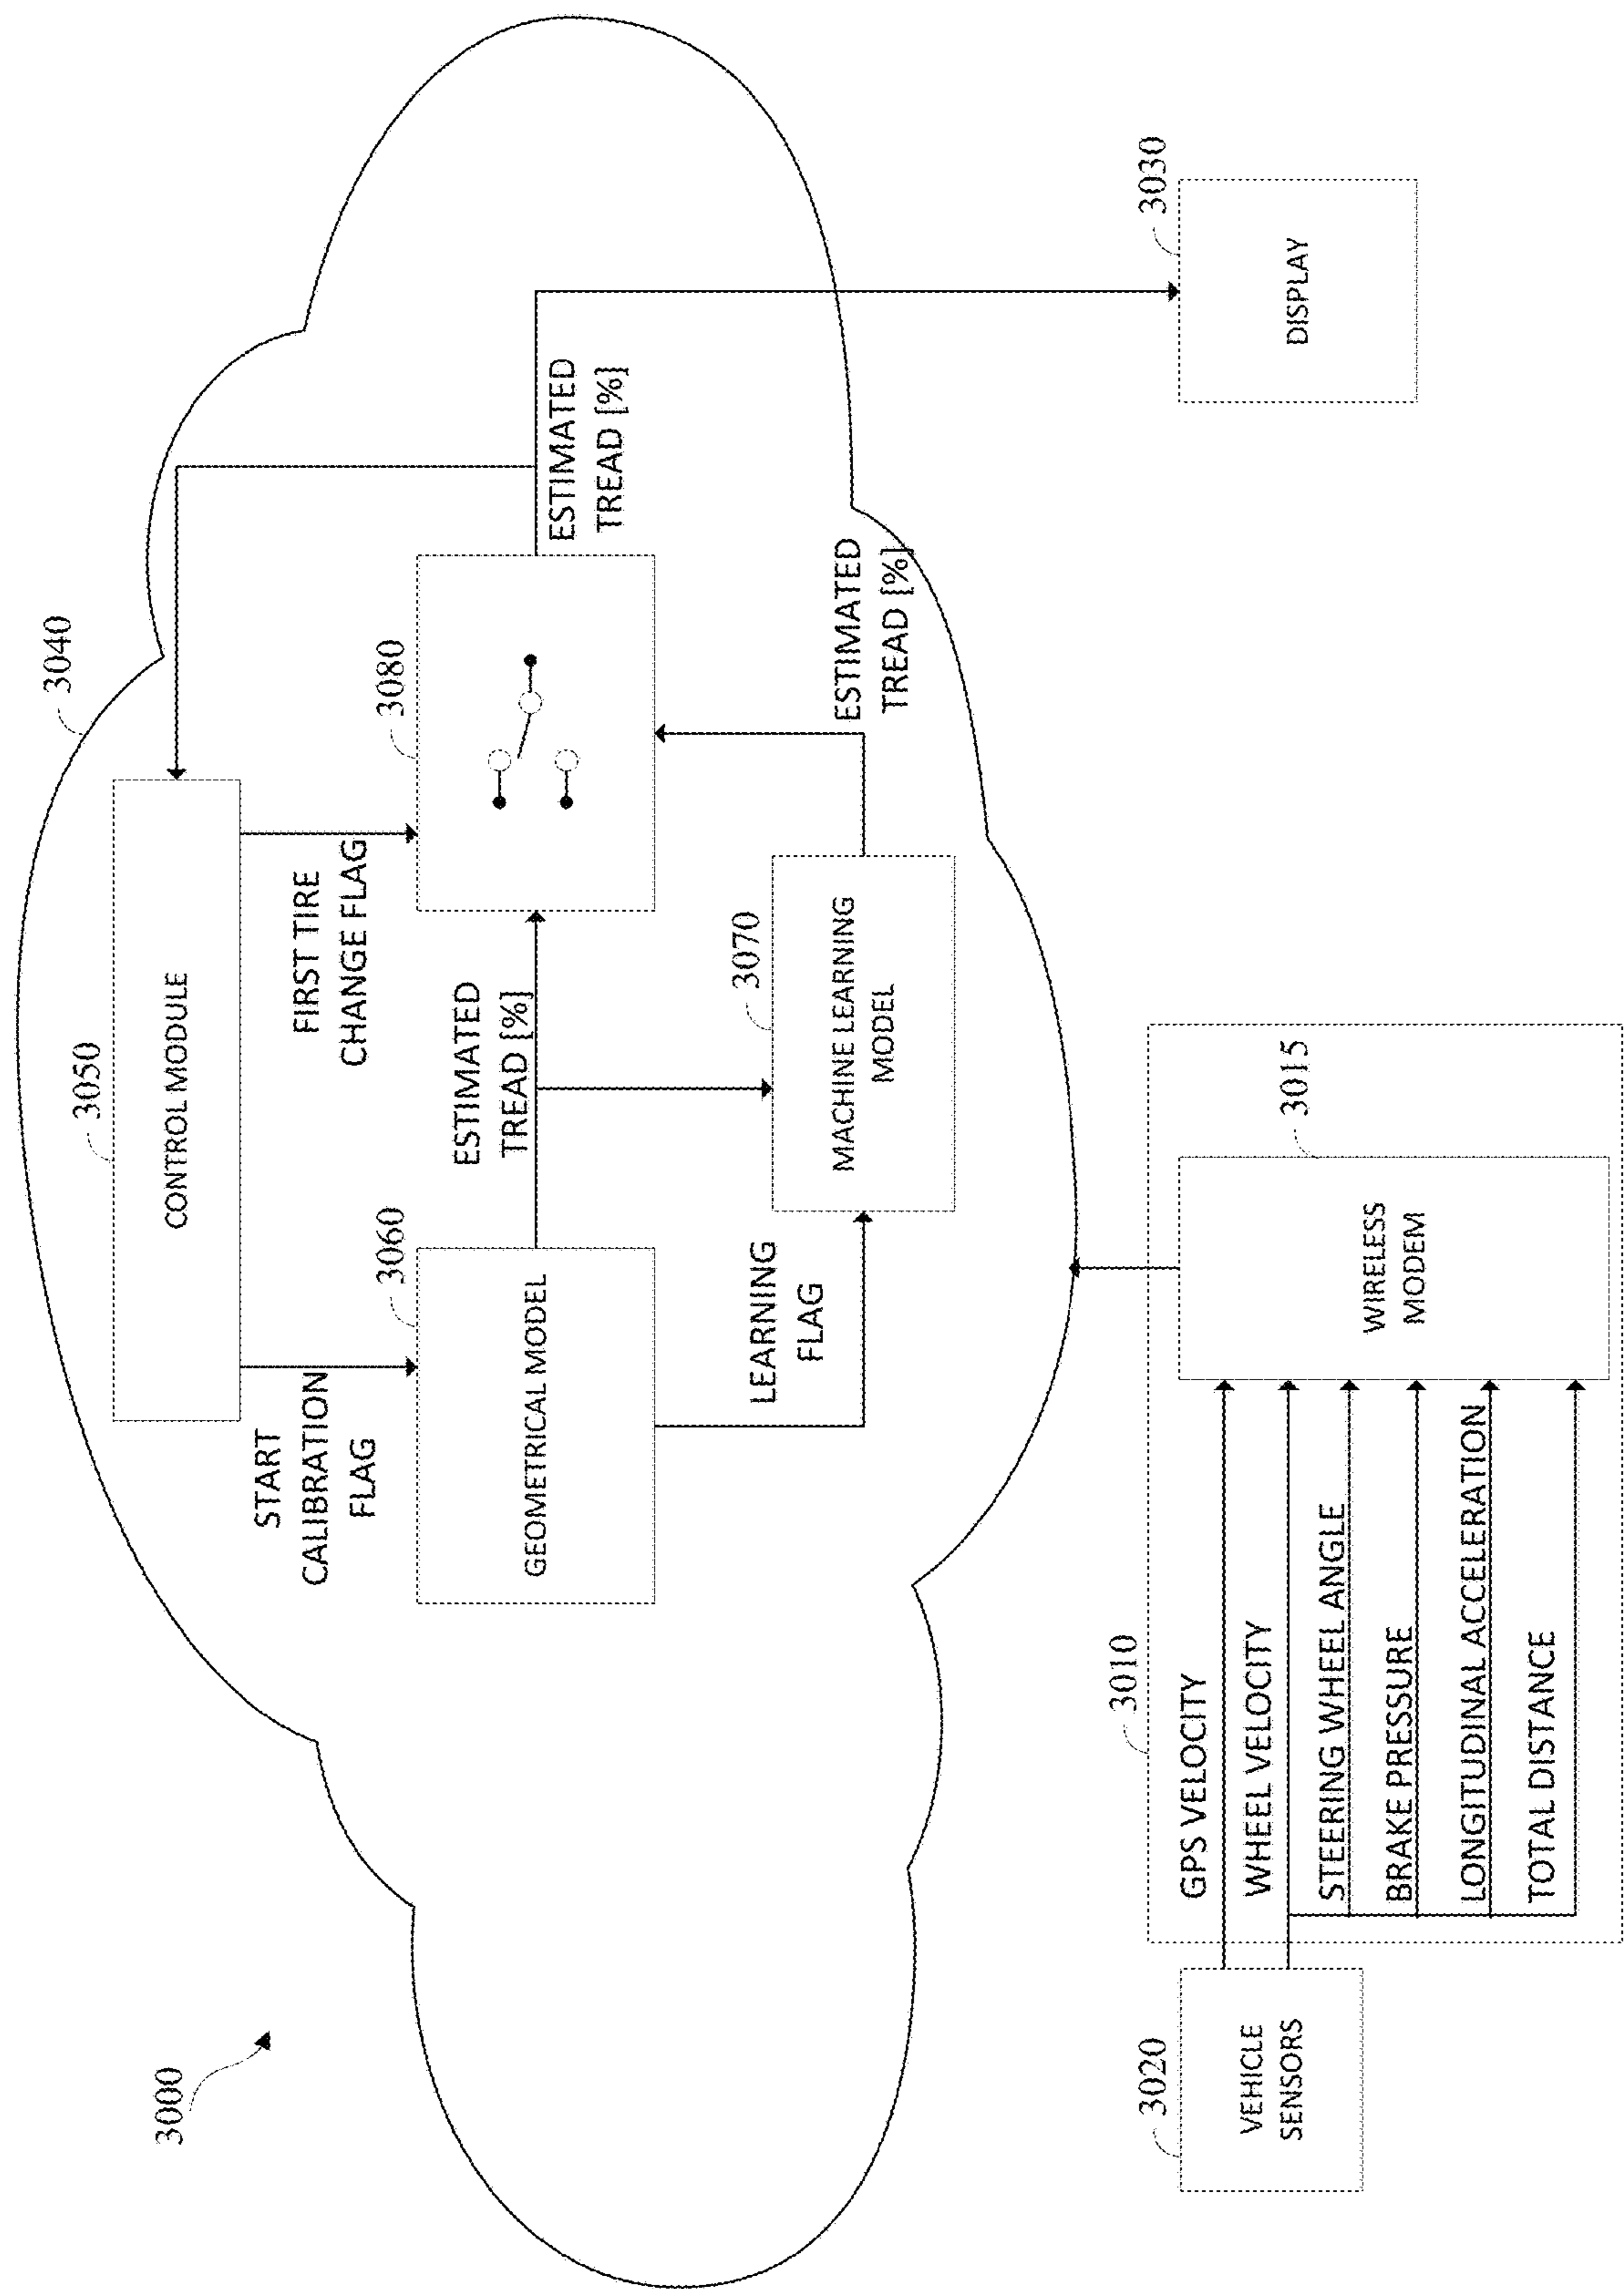 3000
3040
3050
CONTROL MODULE
START
CALIBRATION
FLAG
FIRST TIRE
CHANGE FLAG
3060
GEOMETRICAL MODEL
ESTIMATED
TREAD [%]
3080
ESTIMATED
TREAD [%]
LEARNING
FLAG
3070
MACHINE LEARNING
MODEL
ESTIMATED
TREAD [%]
3020
VEHICLE
SENSORS
3010
GPS VELOCITY
WHEEL VELOCITY
STEERING WHEEL ANGLE
BRAKE PRESSURE
LONGITUDINAL ACCELERATION
TOTAL DISTANCE
3015
WIRELESS
MODEM
3030
DISPLAY